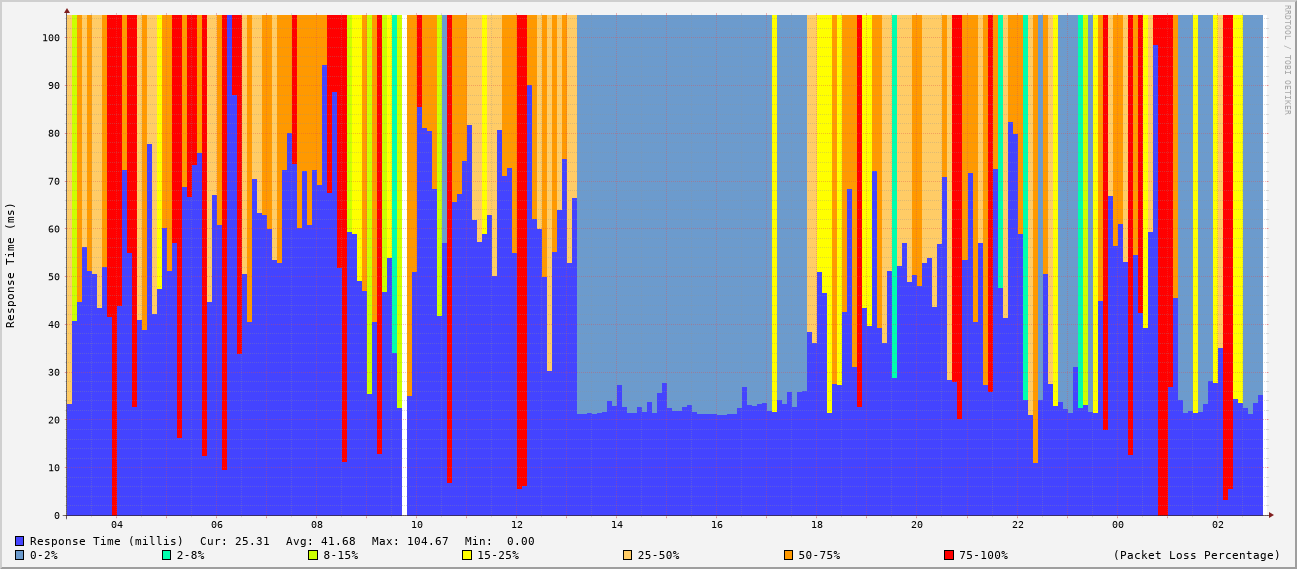 RRDTOOL / TOBI OETIKER
Response Time (ms)
100
90
80
70
60
50
40
30
20
10
0
04 06 08 10 12 14 16 18 20 22 00 02
Response Time (millis) Cur: 25.31 Avg: 41.68 Max: 104.67 Min: 0.00
0-2% 2-8% 8-15% 15-25% 25-50% 50-75% 75-100% (Packet Loss Percentage)